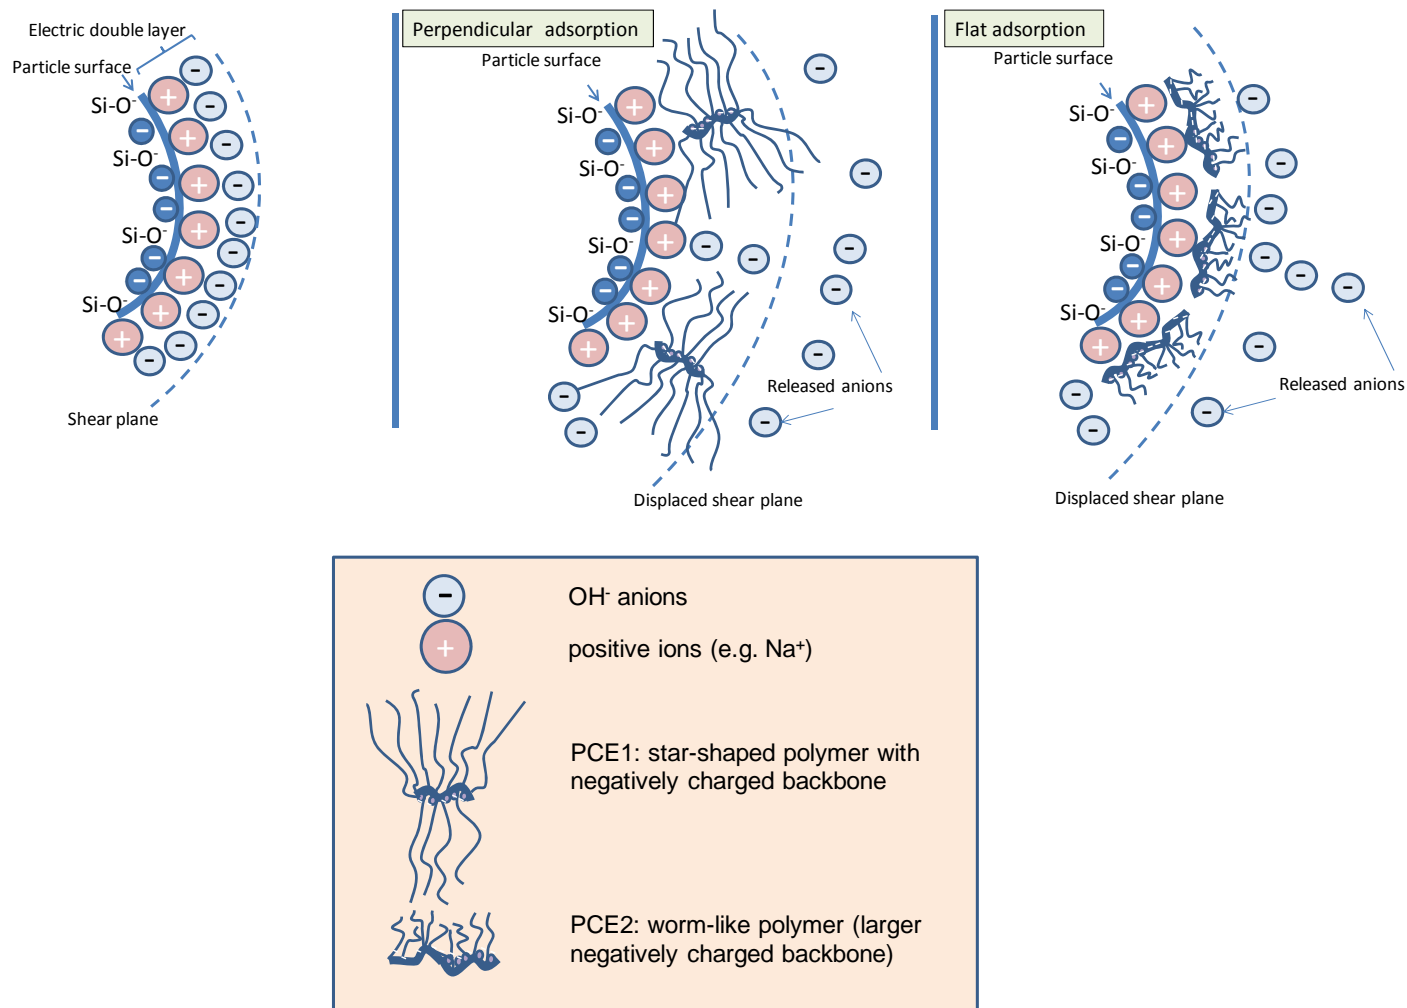 Electric double layer
Particle surface
Si-O-
Si-O-
Si-O-
Si-O-
Shear plane
Perpendicular adsorption
Particle surface
Si-O-
Si-O-
Si-O-
Si-O-
Released anions
Displaced shear plane
Flat adsorption
Particle surface
Si-O-
Si-O-
Si-O-
Si-O-
Released anions
Displaced shear plane
OH- anions
positive ions (e.g. Na+)
PCE1: star-shaped polymer with
negatively charged backbone
PCE2: worm-like polymer (larger
negatively charged backbone)